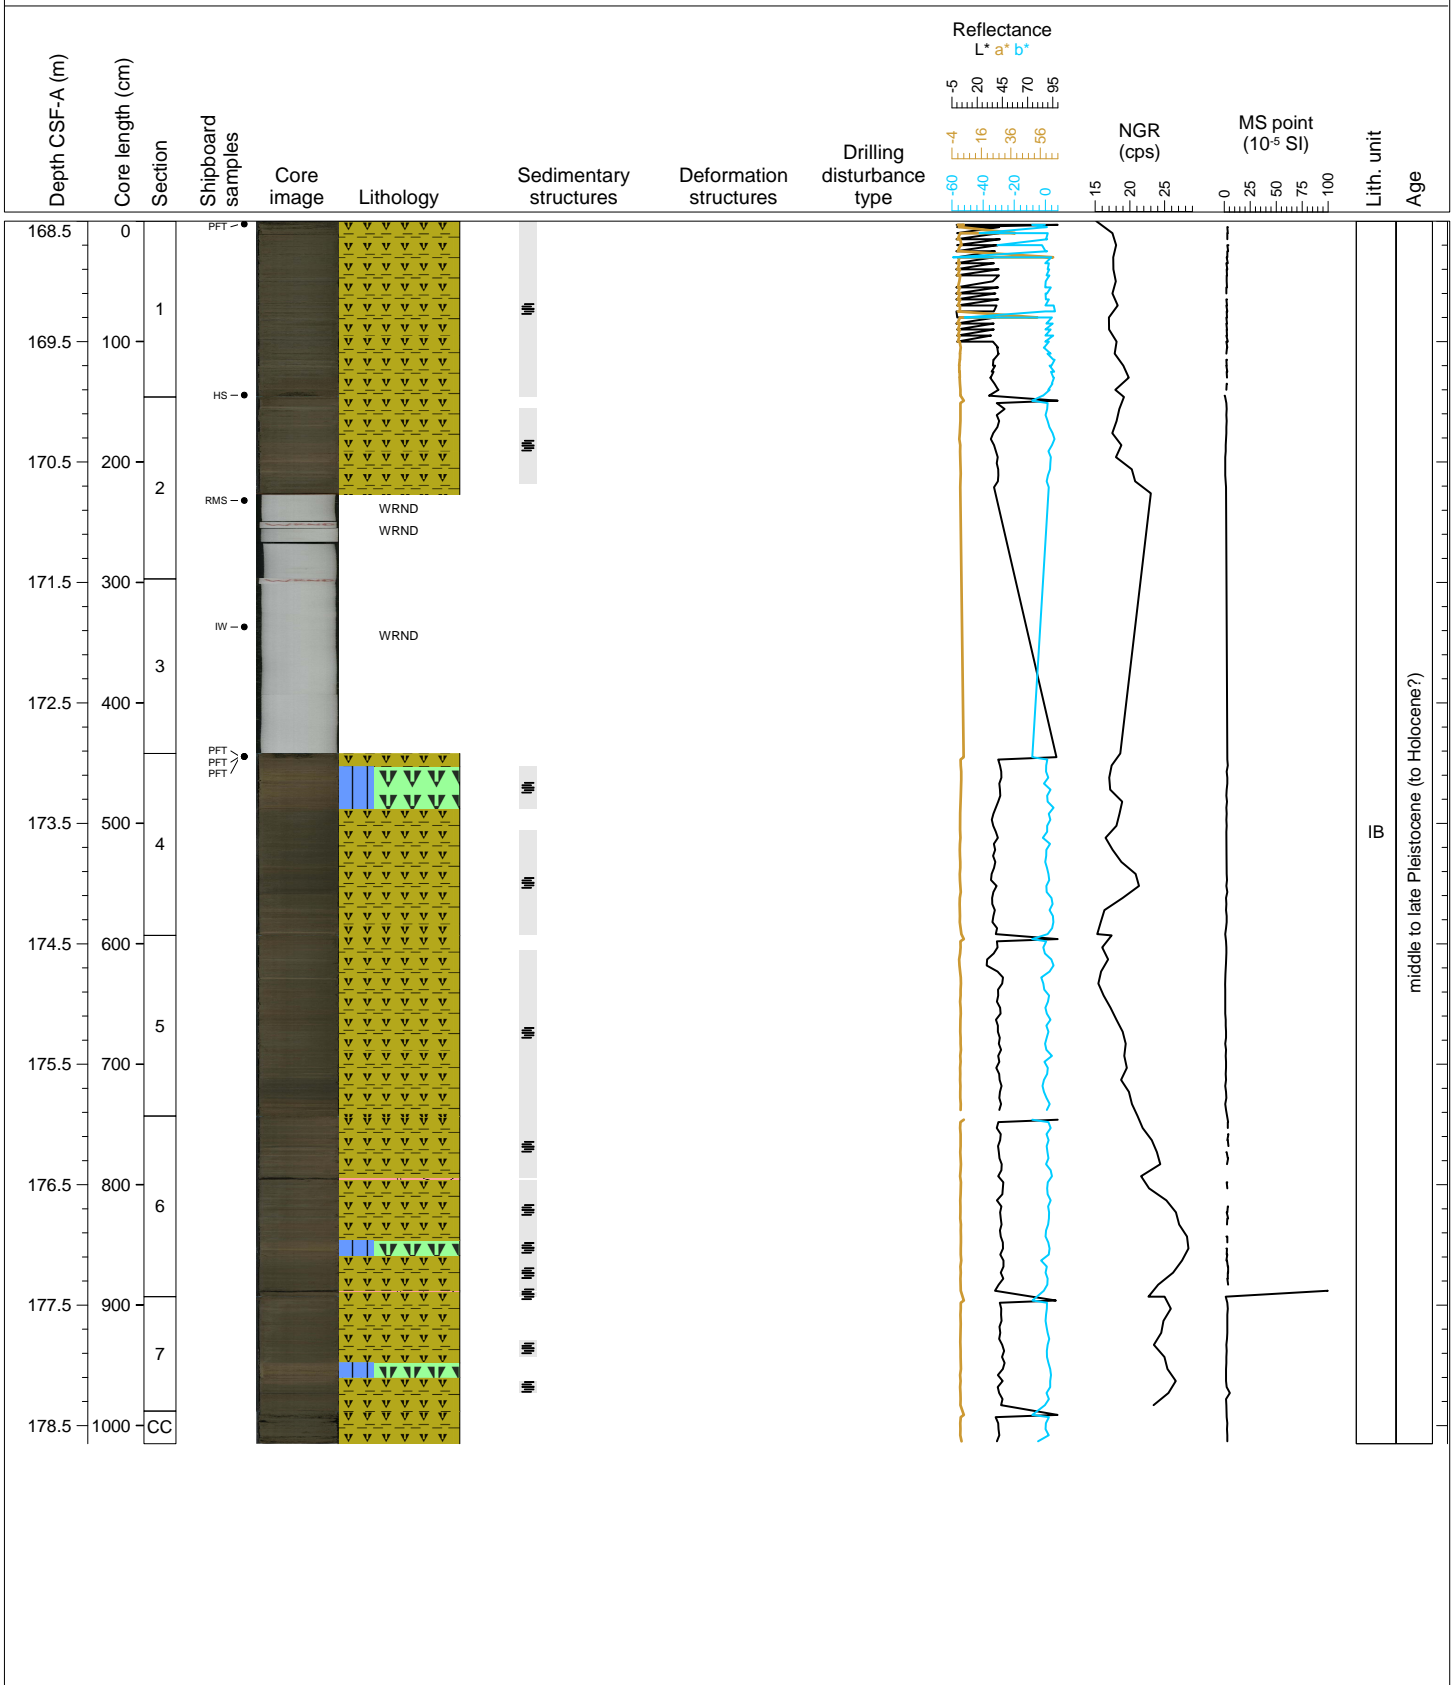 Depth CSF-A (m)
Core length (cm)
Section
Shipboard
samples
Core
image
Lithology
Sedimentary
structures
Deformation
structures
Drilling
disturbance
type
Reflectance
L* a* b*
-5 20 45 70 95
-4 16 36 56
-60 -40 -20 0
NGR
(cps)
15 20 25
MS point
(10-5 SI)
0 25 50 75 100
Lith. unit
Age
168.5 0
PFT
1
169.5 100
HS
170.5 200
2
RMS
WRND
WRND
171.5 300
IW
WRND
3
172.5 400
PFT
PFT
PFT
173.5 500
4
IB
middle to late Pleistocene (to Holocene?)
174.5 600
5
175.5 700
176.5 800
6
177.5 900
7
178.5 1000 CC